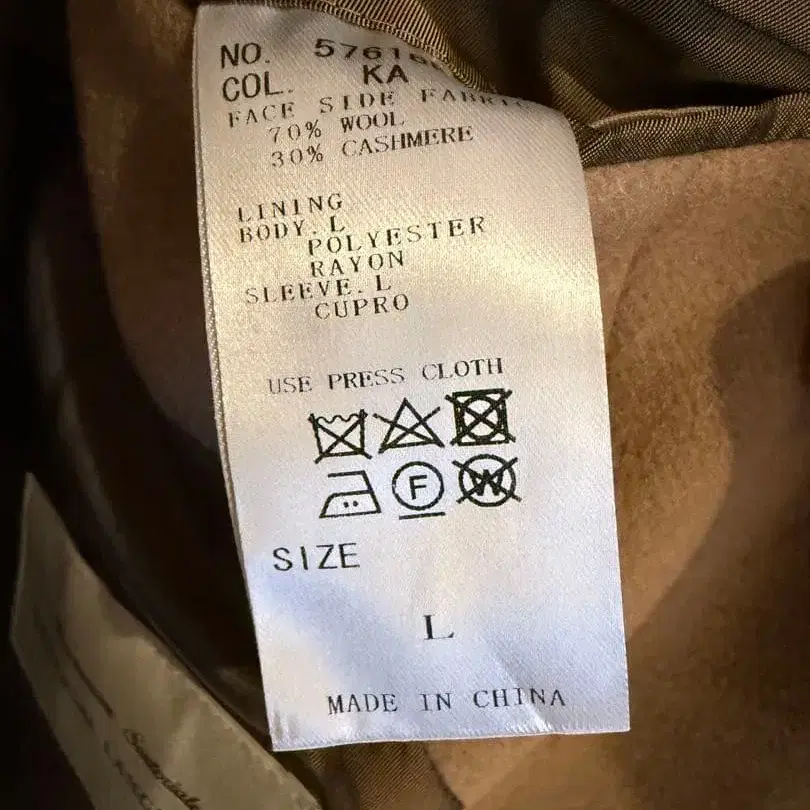 NO. 57616
COL. KA
FACE SIDE FABRIC
70% WOOL
30% CASHMERE
LINING
BODY. L
POLYESTER
RAYON
SLEEVE. L
CUPRO
USE PRESS CLOTH
F
W
SIZE
L
MADE IN CHINA